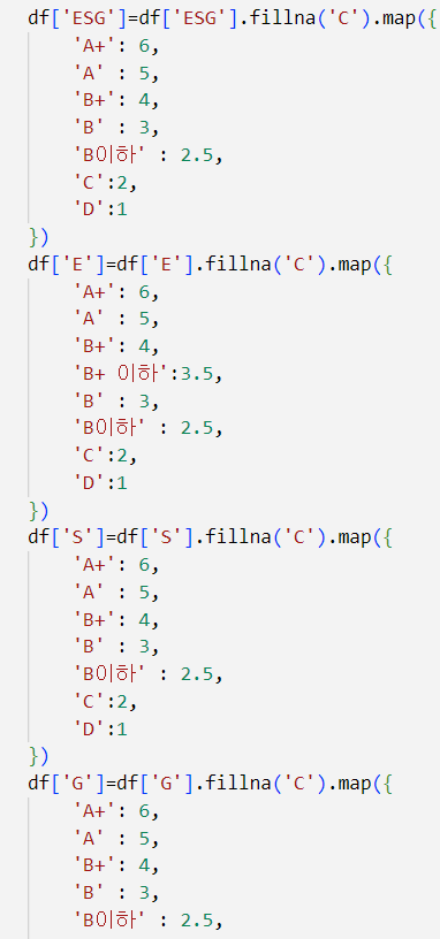 df['ESG']=df['ESG'].fillna('C').map({
'A+': 6,
'A' : 5,
'B+': 4,
'B' : 3,
'B이하' : 2.5,
'C':2,
'D':1
})
df['E']=df['E'].fillna('C').map({
'A+': 6,
'A' : 5,
'B+': 4,
'B+ 이하':3.5,
'B' : 3,
'B이하' : 2.5,
'C':2,
'D':1
})
df['S']=df['S'].fillna('C').map({
'A+': 6,
'A' : 5,
'B+': 4,
'B' : 3,
'B이하' : 2.5,
'C':2,
'D':1
})
df['G']=df['G'].fillna('C').map({
'A+': 6,
'A' : 5,
'B+': 4,
'B' : 3,
'B이하' : 2.5,